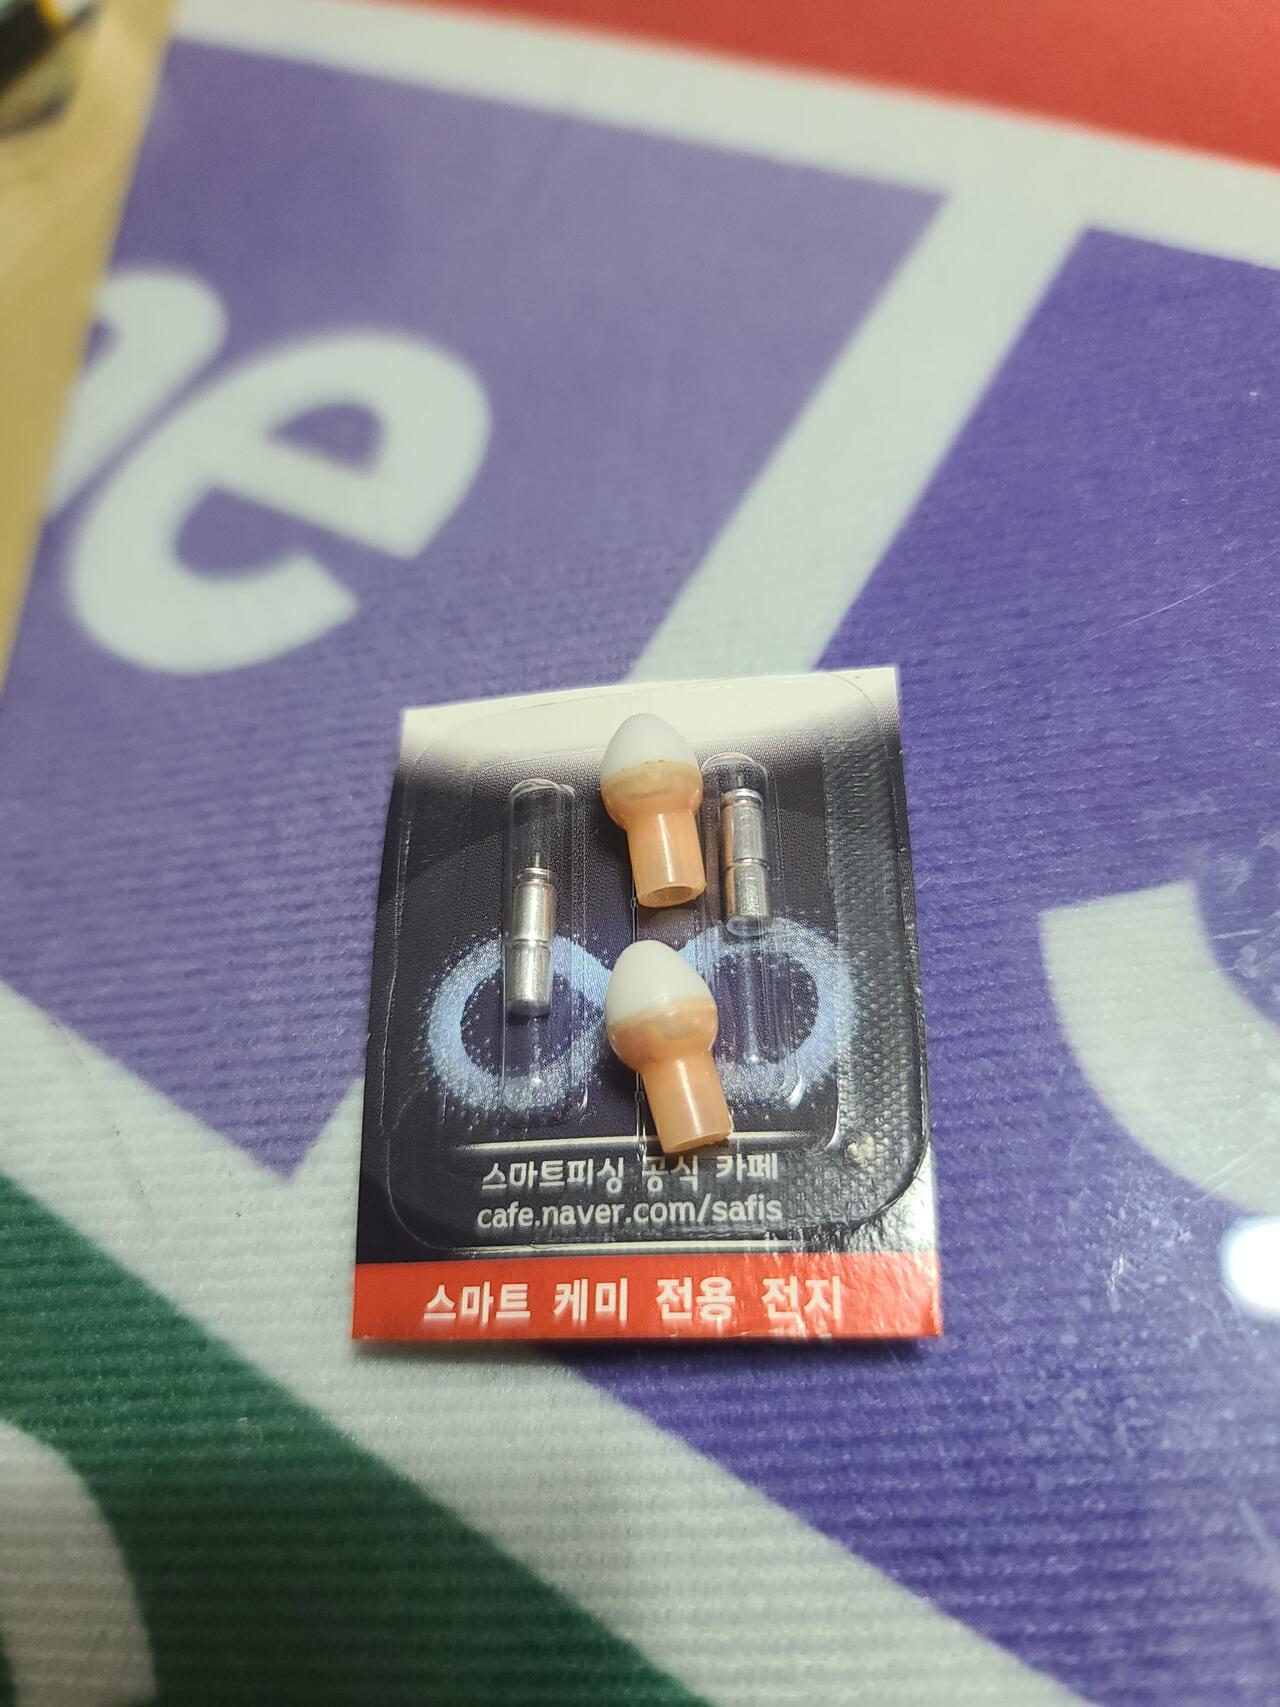 스마트피싱 공식 카페
cafe.naver.com/safis
스마트 케미 전용 전지